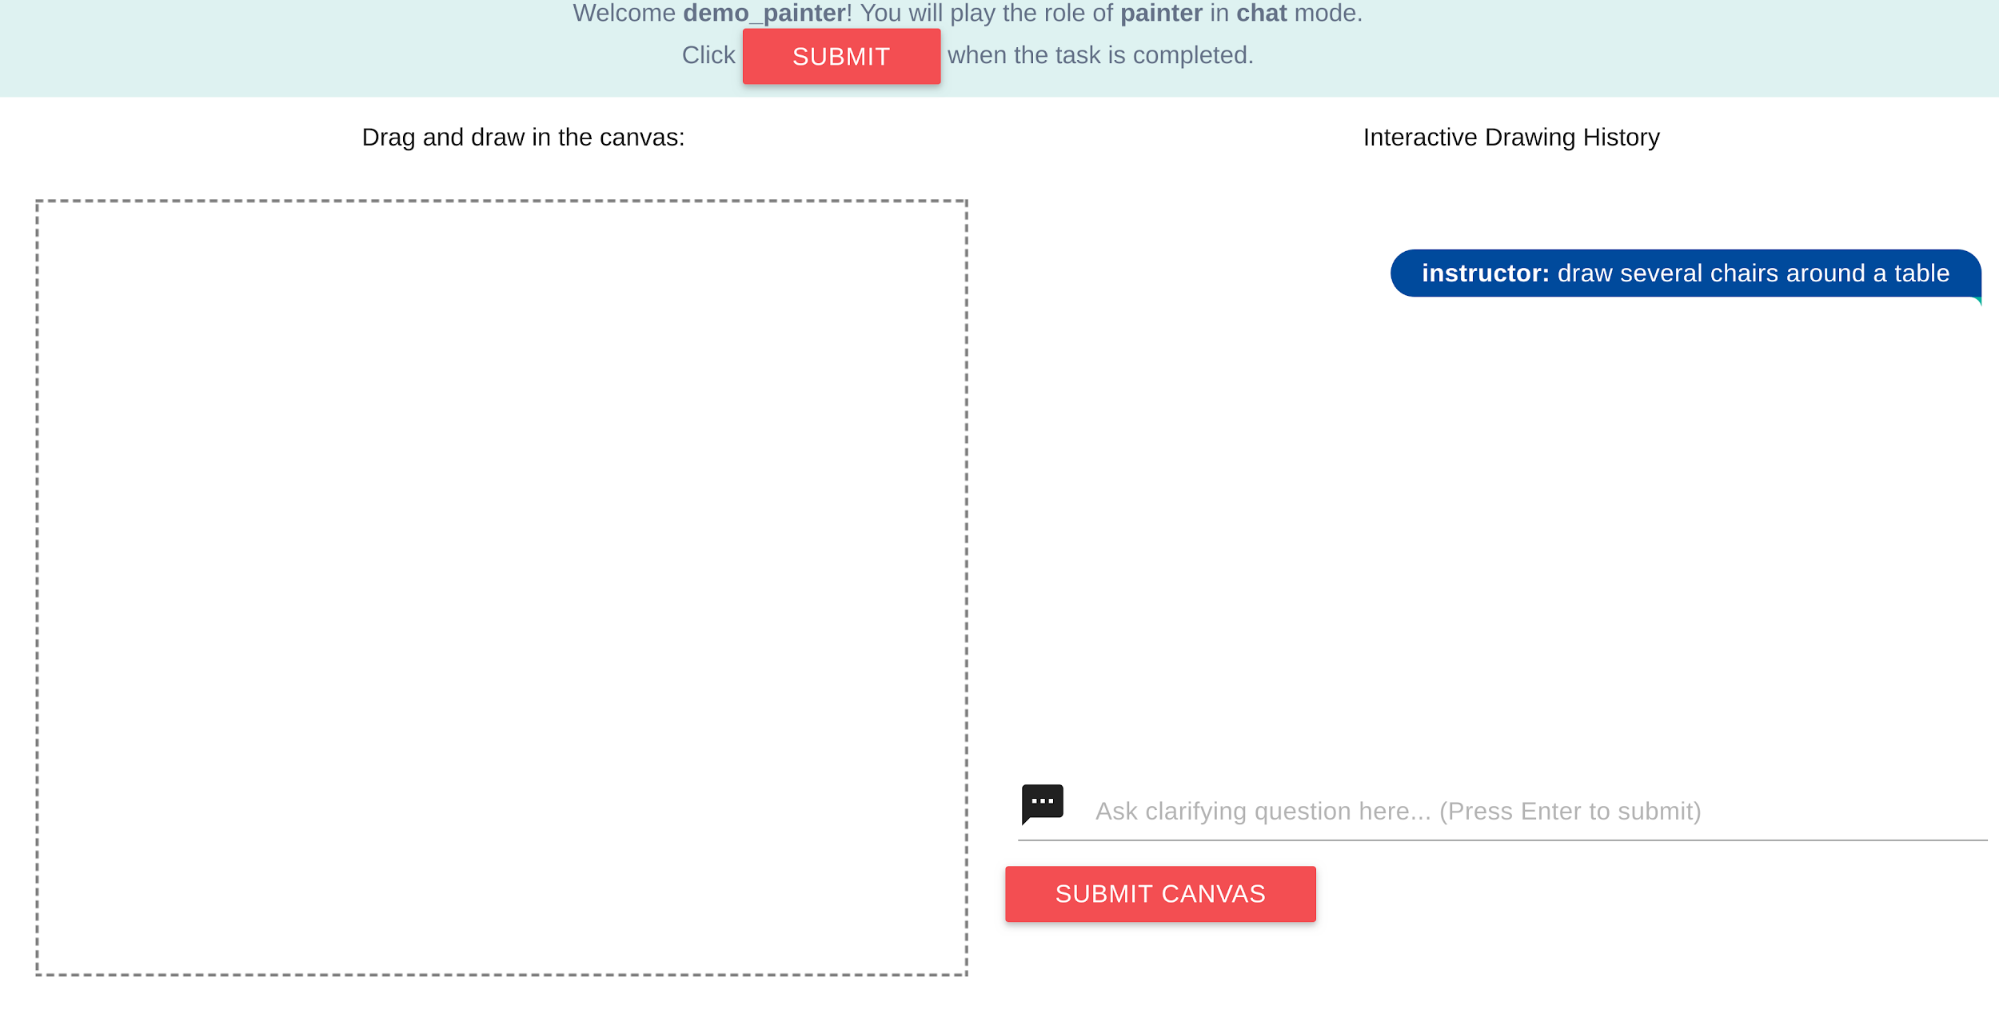 Welcome demo_painter! You will play the role of painter in chat mode.
Click SUBMIT when the task is completed.
Drag and draw in the canvas:
Interactive Drawing History
instructor: draw several chairs around a table
Ask clarifying question here... (Press Enter to submit)
SUBMIT CANVAS